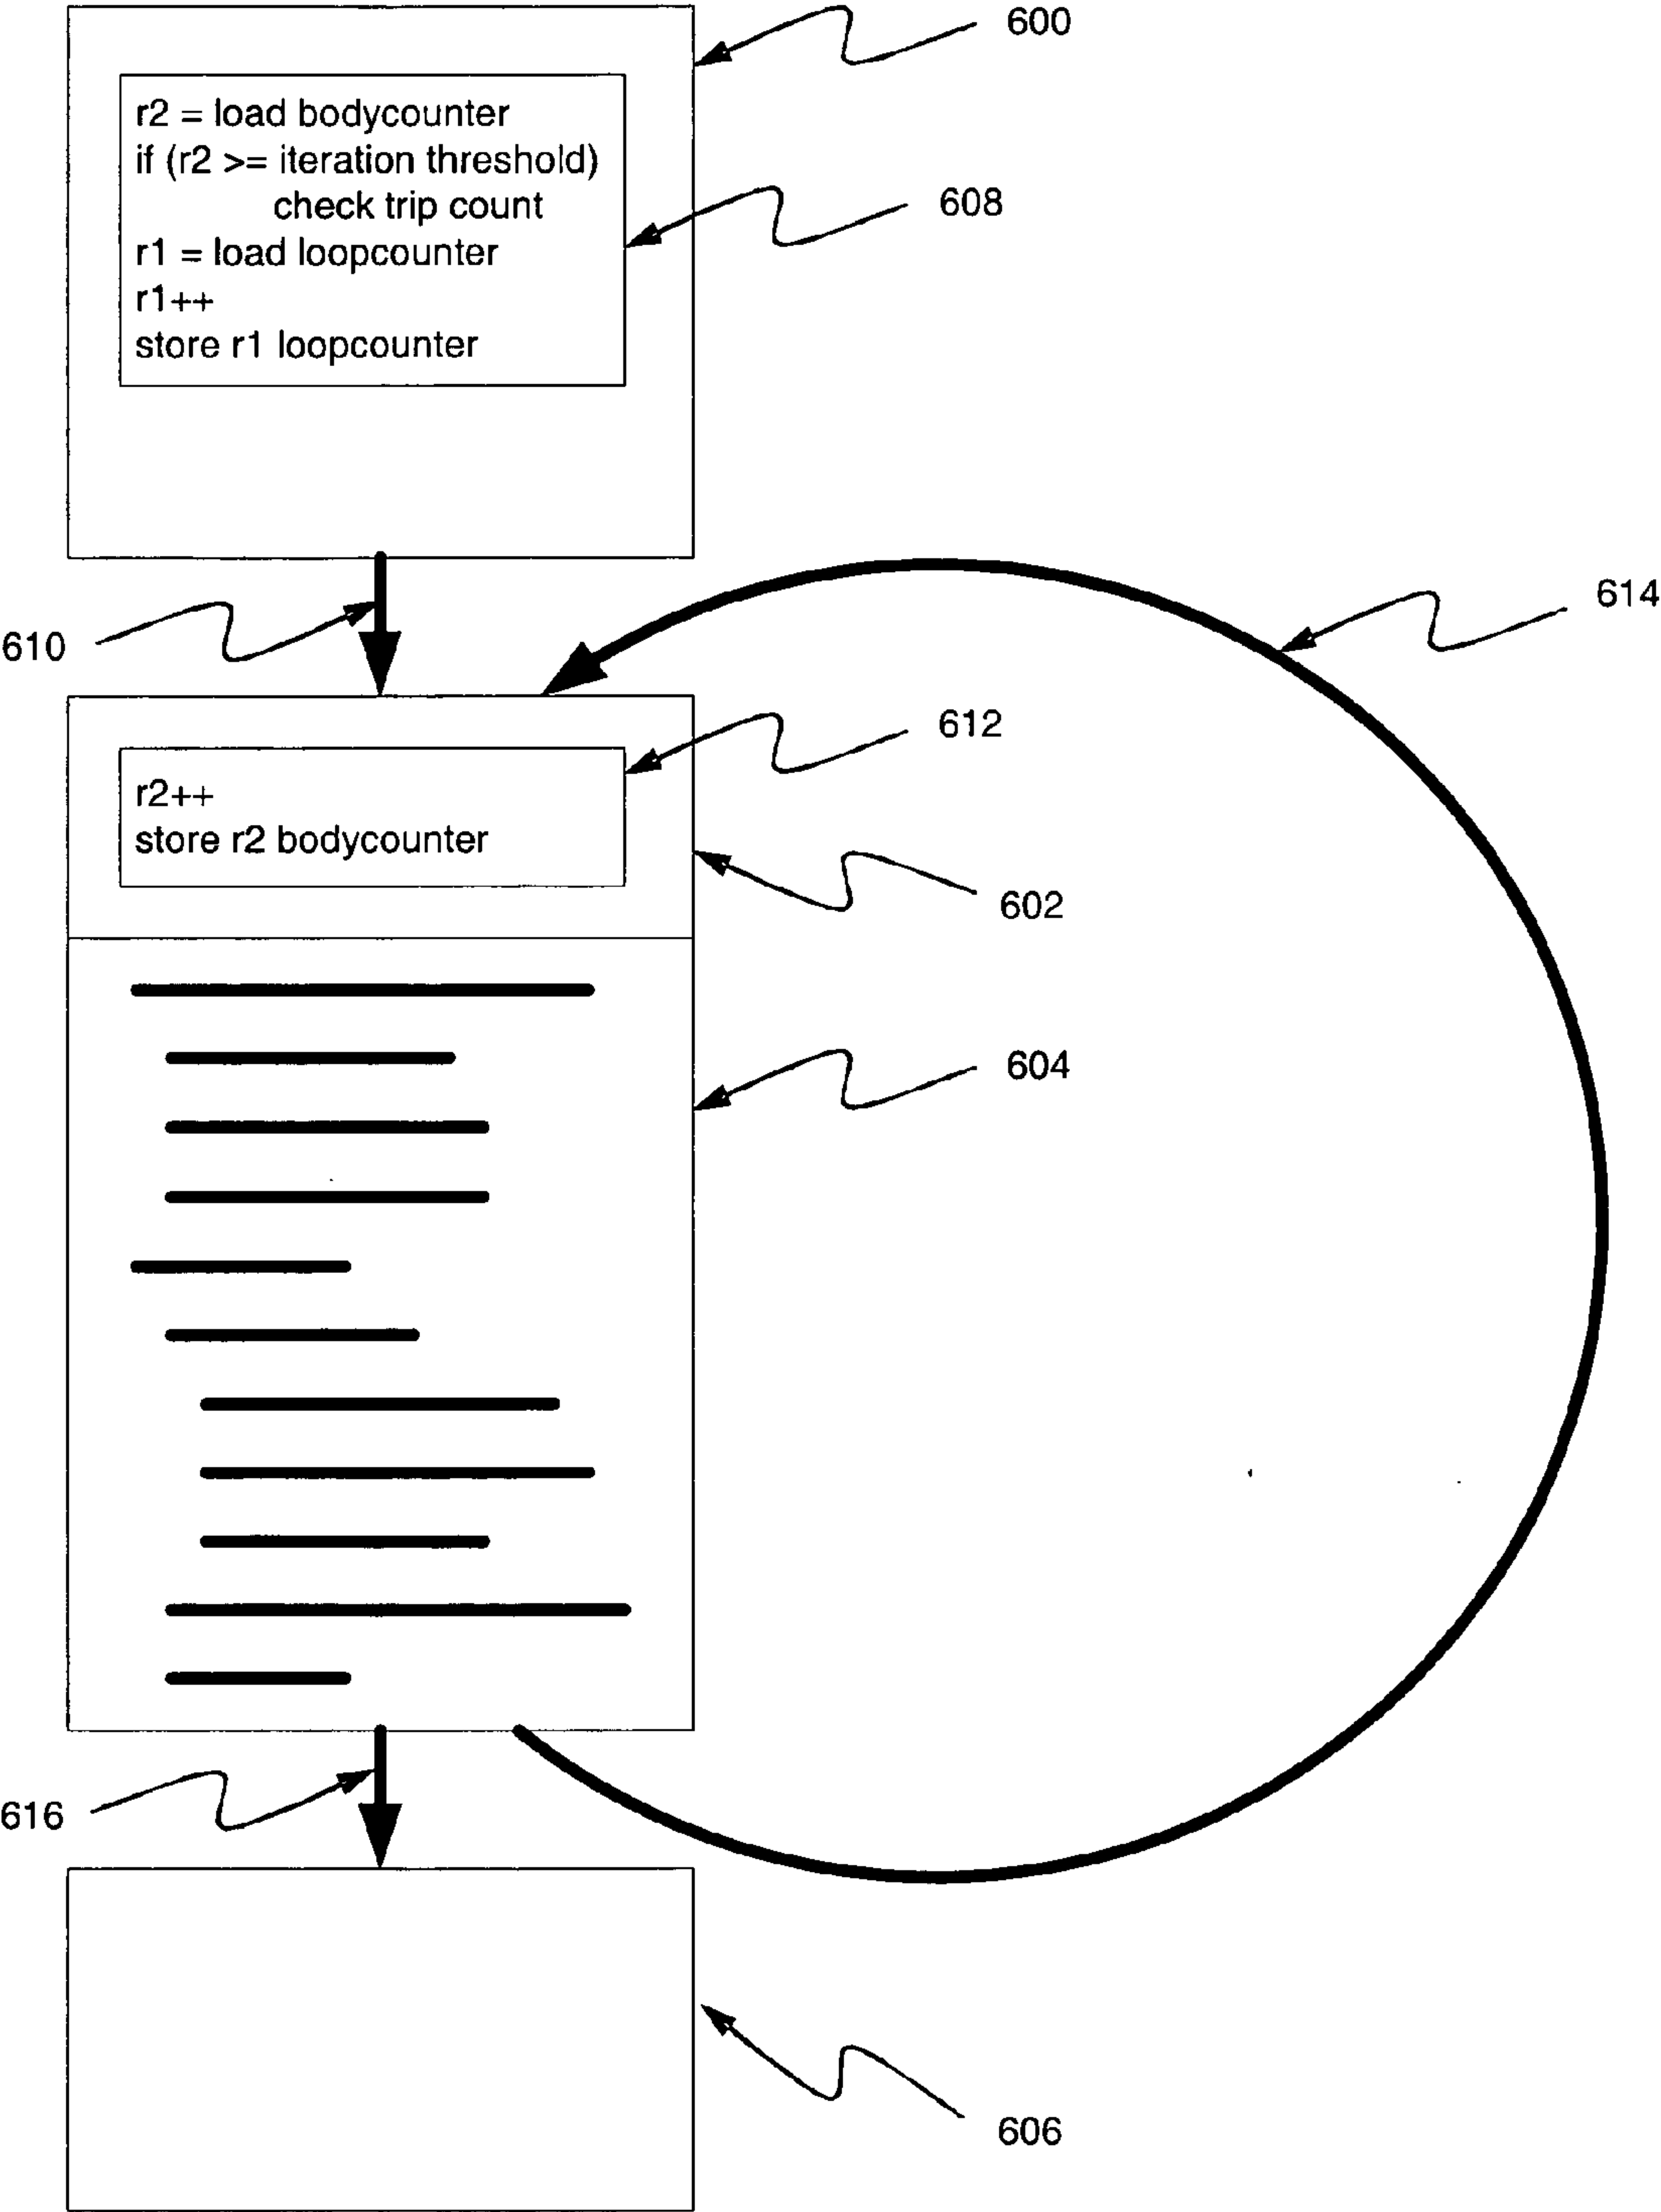 600
r2 = load bodycounter
if (r2 >= iteration threshold)
check trip count
608
r1 = load loopcounter
r1++
store r1 loopcounter
614
610
612
r2++
store r2 bodycounter
602
604
616
606